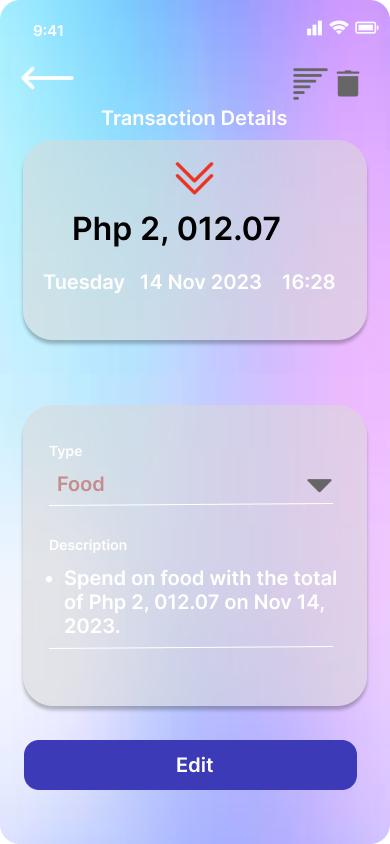 9:41
Transaction Details
Php 2, 012.07
Tuesday 14 Nov 2023 16:28
Type
Food
Description
• Spend on food with the total
of Php 2, 012.07 on Nov 14,
2023.
Edit